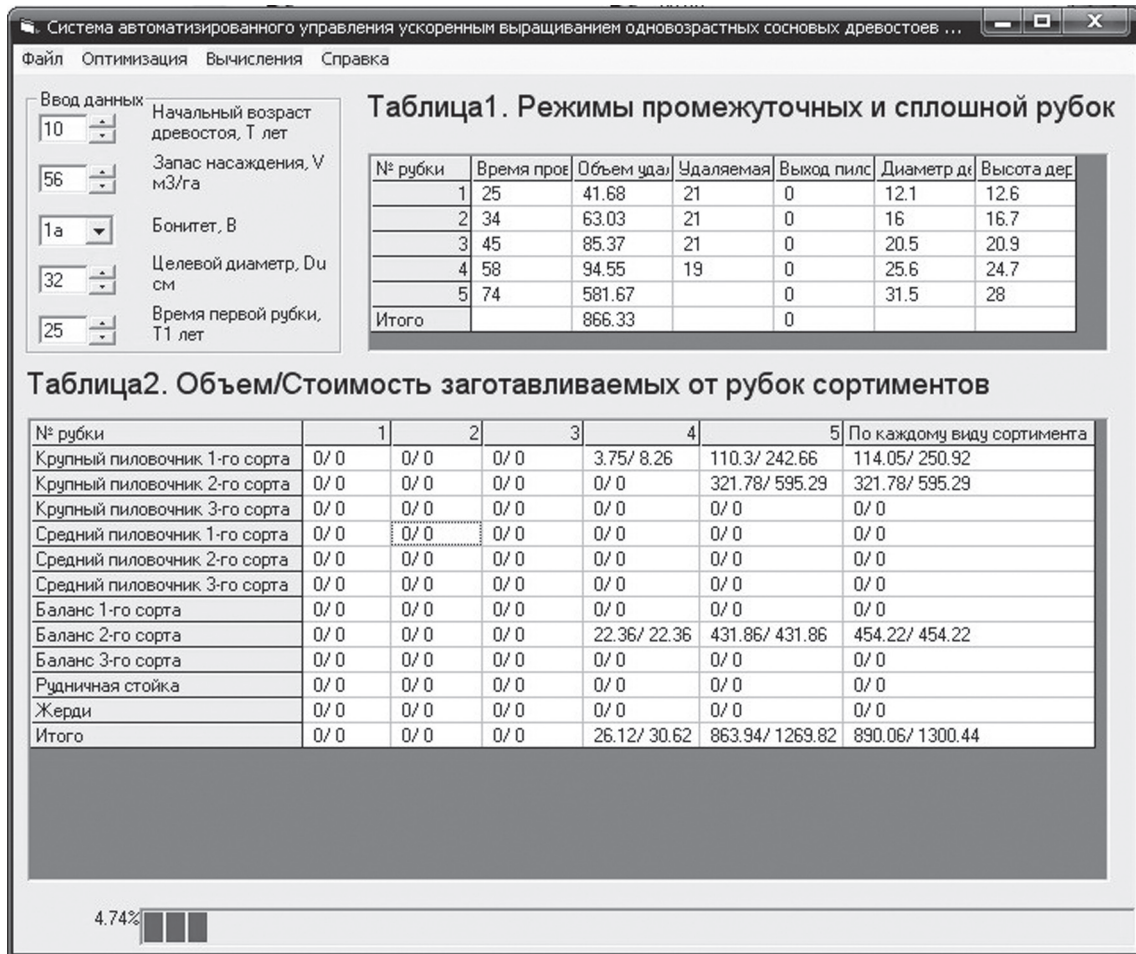 Система автоматизированного управления ускоренным выращиванием одновозрастных сосновых древостоев ...
Файл Оптимизация Вычисления Справка
Ввод данных
10 Начальный возраст
древостоя, Т лет
56 Запас насаждения, V
м3/га
1а Бонитет, В
32 Целевой диаметр, Du
см
25 Время первой рубки,
Т1 лет
Таблица1. Режимы промежуточных и сплошной рубок
№ рубки Время пров Объем удал Удаляемая Выход пило Диаметр де Высота дер
1 25 41.68 21 0 12.1 12.6
2 34 63.03 21 0 16 16.7
3 45 85.37 21 0 20.5 20.9
4 58 94.55 19 0 25.6 24.7
5 74 581.67 0 31.5 28
Итого 866.33 0
Таблица2. Объем/Стоимость заготавливаемых от рубок сортиментов
№ рубки 1 2 3 4 5 По каждому виду сортимента
Крупный пиловочник 1-го сорта 0/ 0 0/ 0 0/ 0 3.75/ 8.26 110.3/ 242.66 114.05/ 250.92
Крупный пиловочник 2-го сорта 0/ 0 0/ 0 0/ 0 0/ 0 321.78/ 595.29 321.78/ 595.29
Крупный пиловочник 3-го сорта 0/ 0 0/ 0 0/ 0 0/ 0 0/ 0 0/ 0
Средний пиловочник 1-го сорта 0/ 0 0/ 0 0/ 0 0/ 0 0/ 0 0/ 0
Средний пиловочник 2-го сорта 0/ 0 0/ 0 0/ 0 0/ 0 0/ 0 0/ 0
Средний пиловочник 3-го сорта 0/ 0 0/ 0 0/ 0 0/ 0 0/ 0 0/ 0
Баланс 1-го сорта 0/ 0 0/ 0 0/ 0 0/ 0 0/ 0 0/ 0
Баланс 2-го сорта 0/ 0 0/ 0 0/ 0 22.36/ 22.36 431.86/ 431.86 454.22/ 454.22
Баланс 3-го сорта 0/ 0 0/ 0 0/ 0 0/ 0 0/ 0 0/ 0
Рудничная стойка 0/ 0 0/ 0 0/ 0 0/ 0 0/ 0 0/ 0
Жерди 0/ 0 0/ 0 0/ 0 0/ 0 0/ 0 0/ 0
Итого 0/ 0 0/ 0 0/ 0 26.12/ 30.62 863.94/ 1269.82 890.06/ 1300.44
4.74%